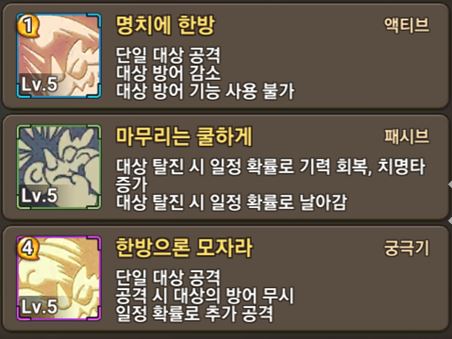 1
명치에 한방
액티브
단일 대상 공격
대상 방어 감소
대상 방어 기능 사용 불가
Lv.5
마무리는 쿨하게
패시브
대상 탈진 시 일정 확률로 기력 회복, 치명타
증가
대상 탈진 시 일정 확률로 날아감
Lv.5
4
한방으론 모자라
궁극기
단일 대상 공격
공격 시 대상의 방어 무시
일정 확률로 추가 공격
Lv.5